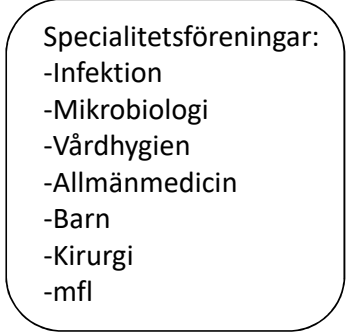 Specialitetsföreningar:
-Infektion
-Mikrobiologi
-Vårdhygien
-Allmänmedicin
-Barn
-Kirurgi
-mfl